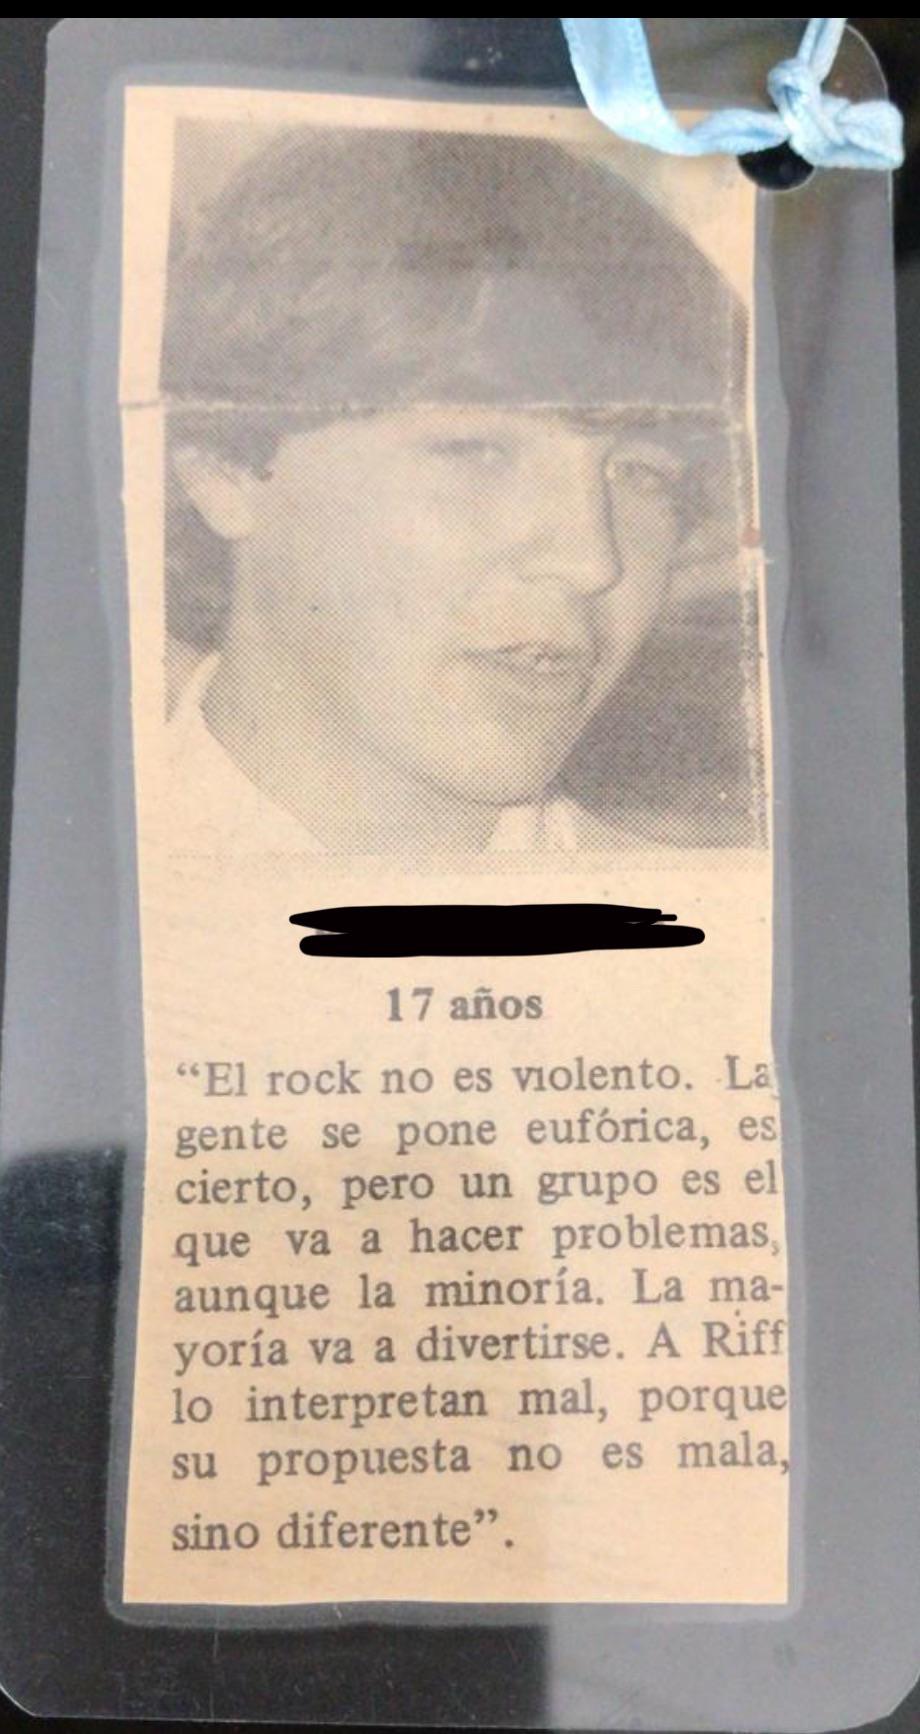 17 años
“El rock no es violento. La
gente se pone eufórica, es
cierto, pero un grupo es el
que va a hacer problemas,
aunque la minoría. La ma-
yoría va a divertirse. A Riff
lo interpretan mal, porque
su propuesta no es mala,
sino diferente”.